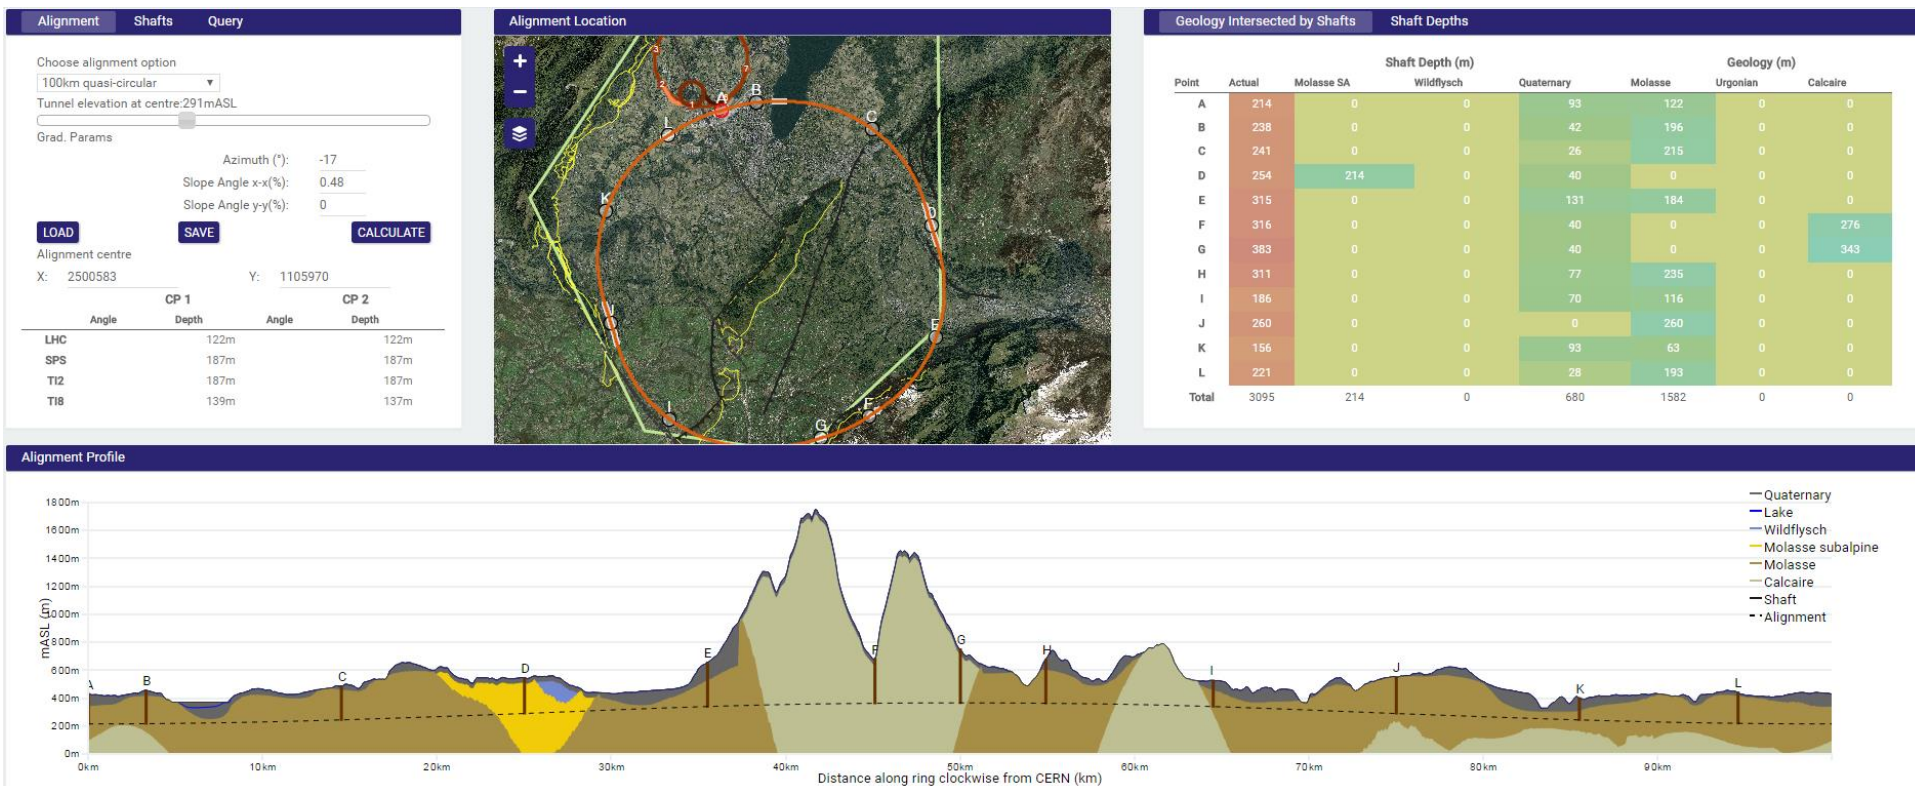 Alignment Shafts Query
Choose alignment option
100km quasi-circular
Tunnel elevation at centre:291mASL
Grad. Params
Azimuth (°): -17
Slope Angle x-x(%): 0.48
Slope Angle y-y(%): 0
LOAD SAVE CALCULATE
Alignment centre
X: 2500583 Y: 1105970
CP 1 CP 2
Angle Depth Angle Depth
LHC 122m 122m
SPS 187m 187m
TI2 187m 187m
TI8 139m 137m
Alignment Location
+
−
3
7
2
1
A
B
C
L
K
D
J
E
I
F
G
Geology Intersected by Shafts Shaft Depths
Shaft Depth (m) Geology (m)
Point Actual Molasse SA Wildflysch Quaternary Molasse Urgonian Calcaire
A 214 0 0 93 122 0 0
B 238 0 0 42 196 0 0
C 241 0 0 26 215 0 0
D 254 214 0 40 0 0 0
E 315 0 0 131 184 0 0
F 316 0 0 40 0 0 276
G 383 0 0 40 0 0 343
H 311 0 0 77 235 0 0
I 186 0 0 70 116 0 0
J 260 0 0 0 260 0 0
K 156 0 0 93 63 0 0
L 221 0 0 28 193 0 0
Total 3095 214 0 680 1582 0 0
Alignment Profile
mASL (m)
1800m
1600m
1400m
1200m
1000m
800m
600m
400m
200m
0m
A B C D E F G H I J K L
Quaternary
Lake
Wildflysch
Molasse subalpine
Molasse
Calcaire
Shaft
Alignment
0km 10km 20km 30km 40km 50km 60km 70km 80km 90km
Distance along ring clockwise from CERN (km)